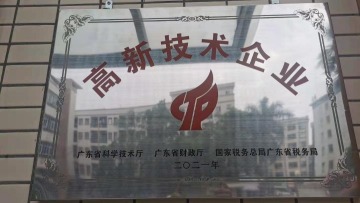 高新技术企业
广东省科学技术厅 广东省财政厅 国家税务总局广东省税务局
二〇二一年